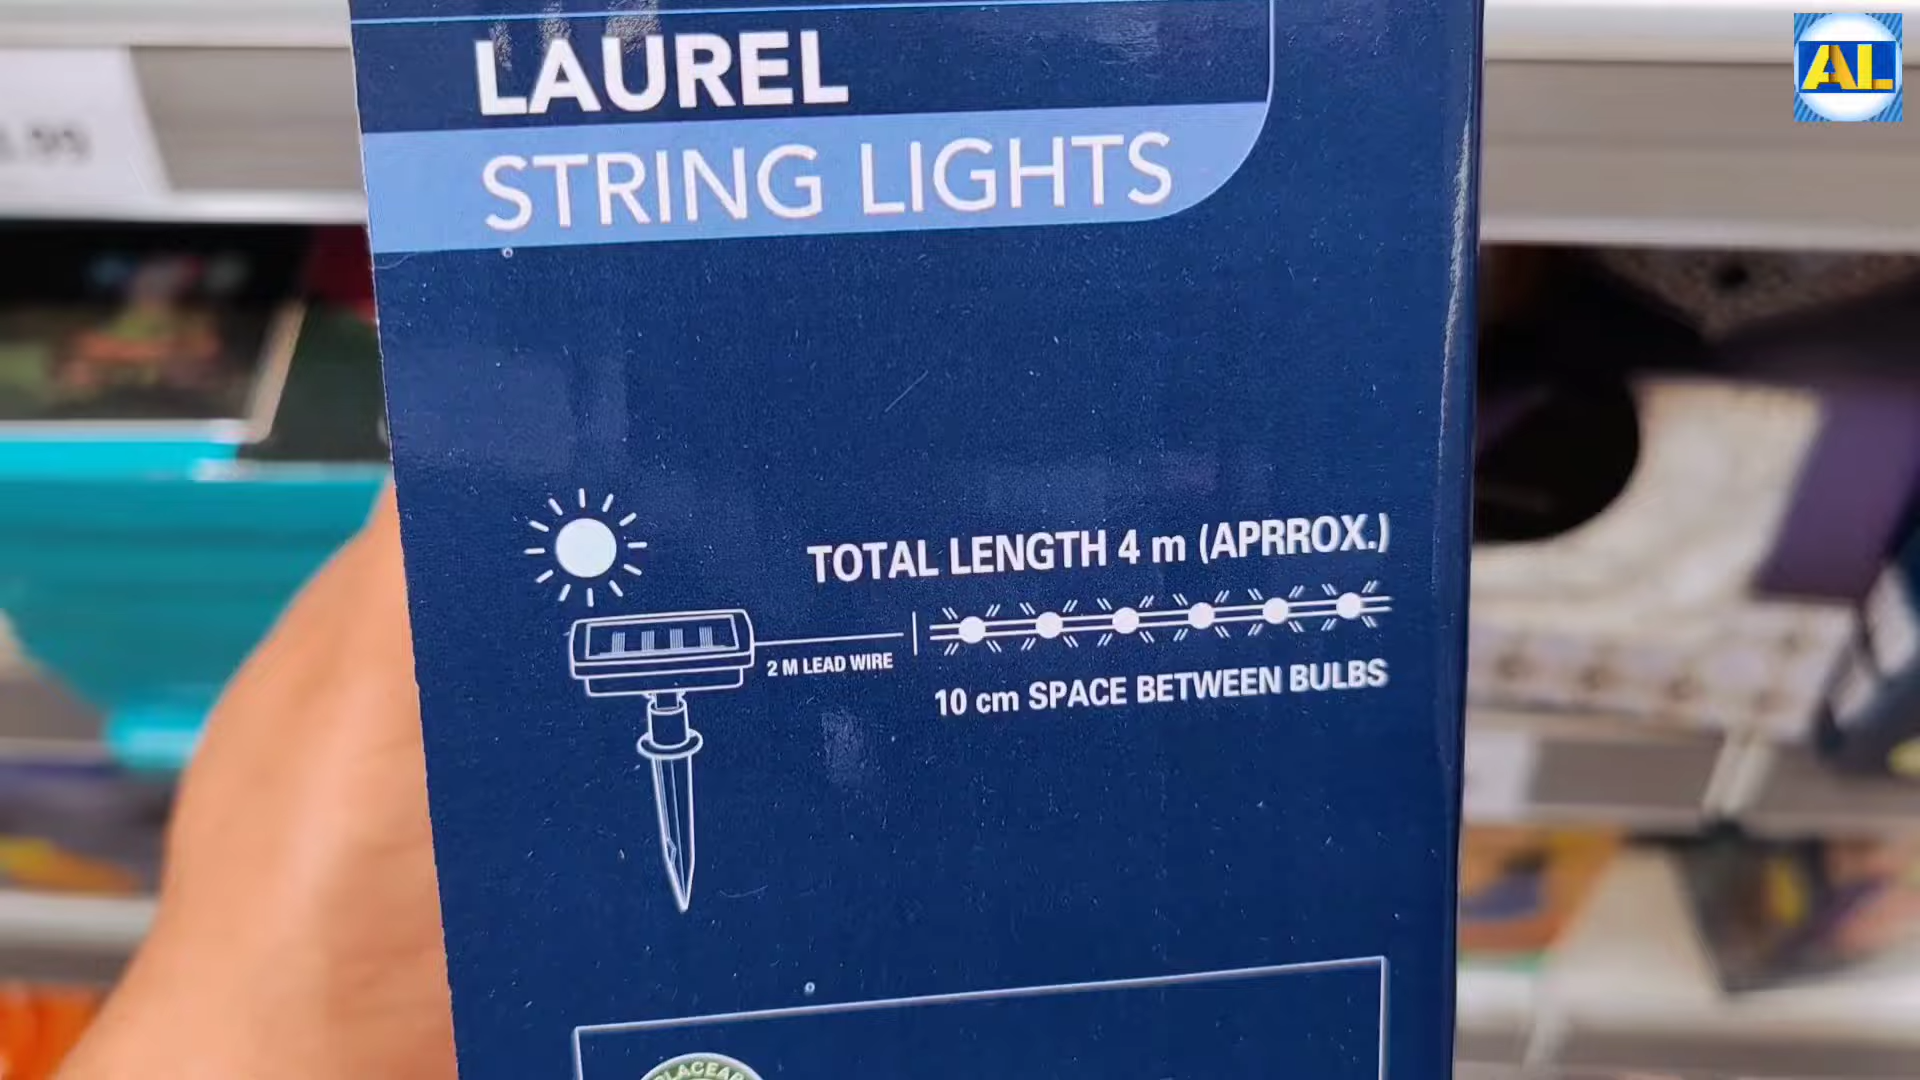 AL
LAUREL
STRING LIGHTS
TOTAL LENGTH 4 m (APRROX.)
2 M LEAD WIRE
10 cm SPACE BETWEEN BULBS